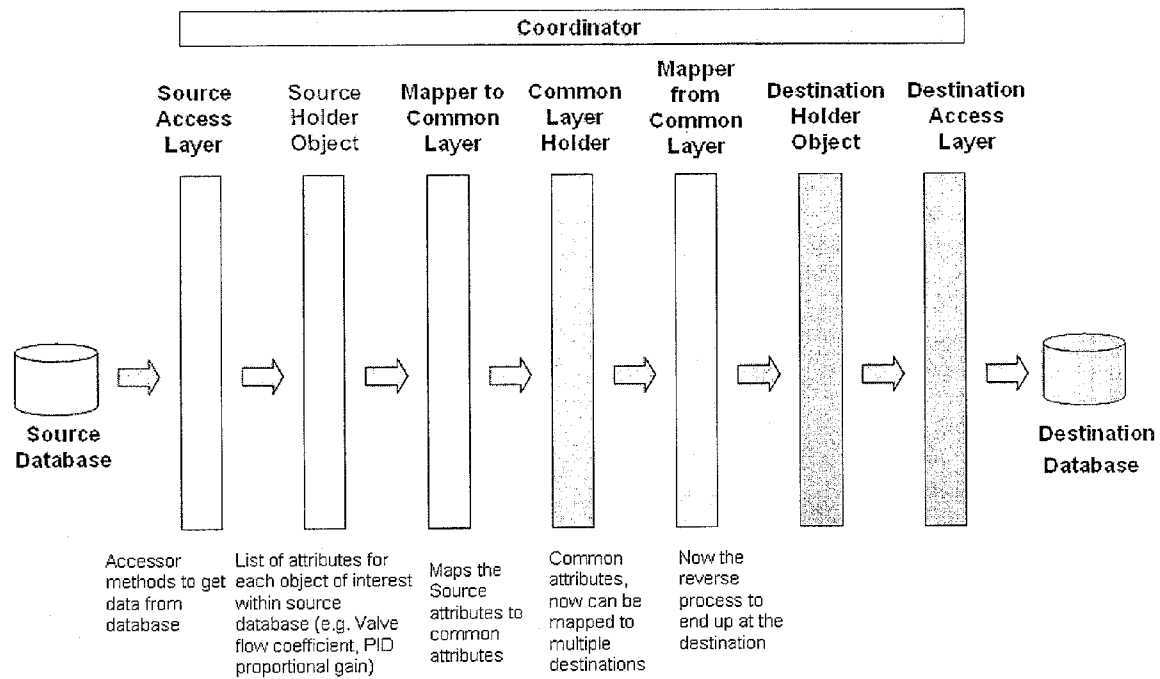 Coordinator
Source
Access
Layer
Source
Holder
Object
Mapper to
Common
Layer
Common
Layer
Holder
Mapper
from
Common
Layer
Destination
Holder
Object
Destination
Access
Layer
Source
Database
Destination
Database
Accessor
methods to get
data from
database
List of attributes for
each object of interest
within source
database (e.g. Valve
flow coefficient, PID
proportional gain)
Maps the
Source
attributes to
common
attributes
Common
attributes,
now can be
mapped to
multiple
destinations
Now the
reverse
process to
end up at the
destination